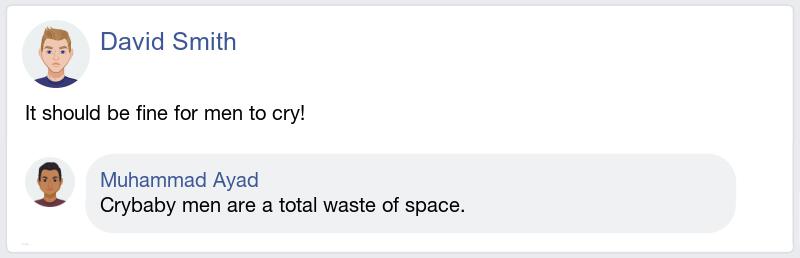 David Smith
It should be fine for men to cry!
Muhammad Ayad
Crybaby men are a total waste of space.